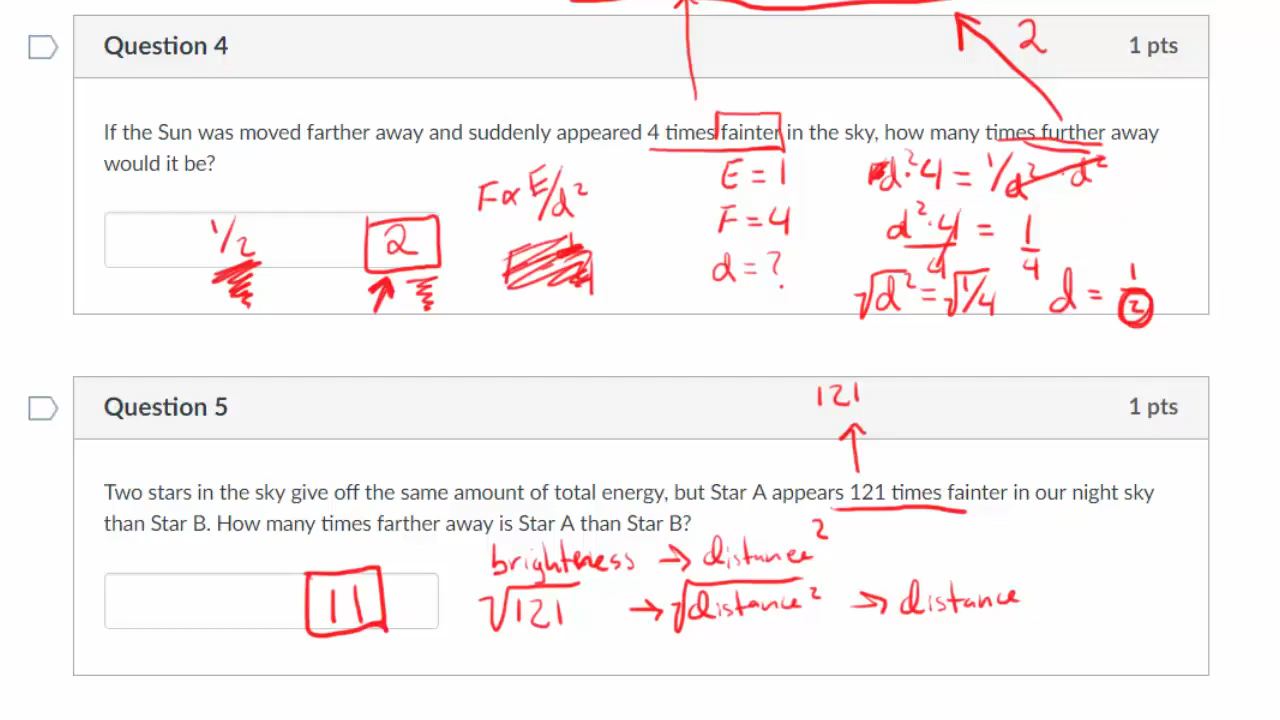 2
Question 4
1 pts
If the Sun was moved farther away and suddenly appeared 4 times fainter in the sky, how many times further away
would it be?
F∝ E/d²
E = 1
F = 4
d = ?
d²·4 = 1/d² · d²
d²·4 = 1
4 4
√d² = √1/4 d = 1/2
1/2
2
121
Question 5
1 pts
Two stars in the sky give off the same amount of total energy, but Star A appears 121 times fainter in our night sky
than Star B. How many times farther away is Star A than Star B?
brightness → distance²
11
√121 → √distance² → distance